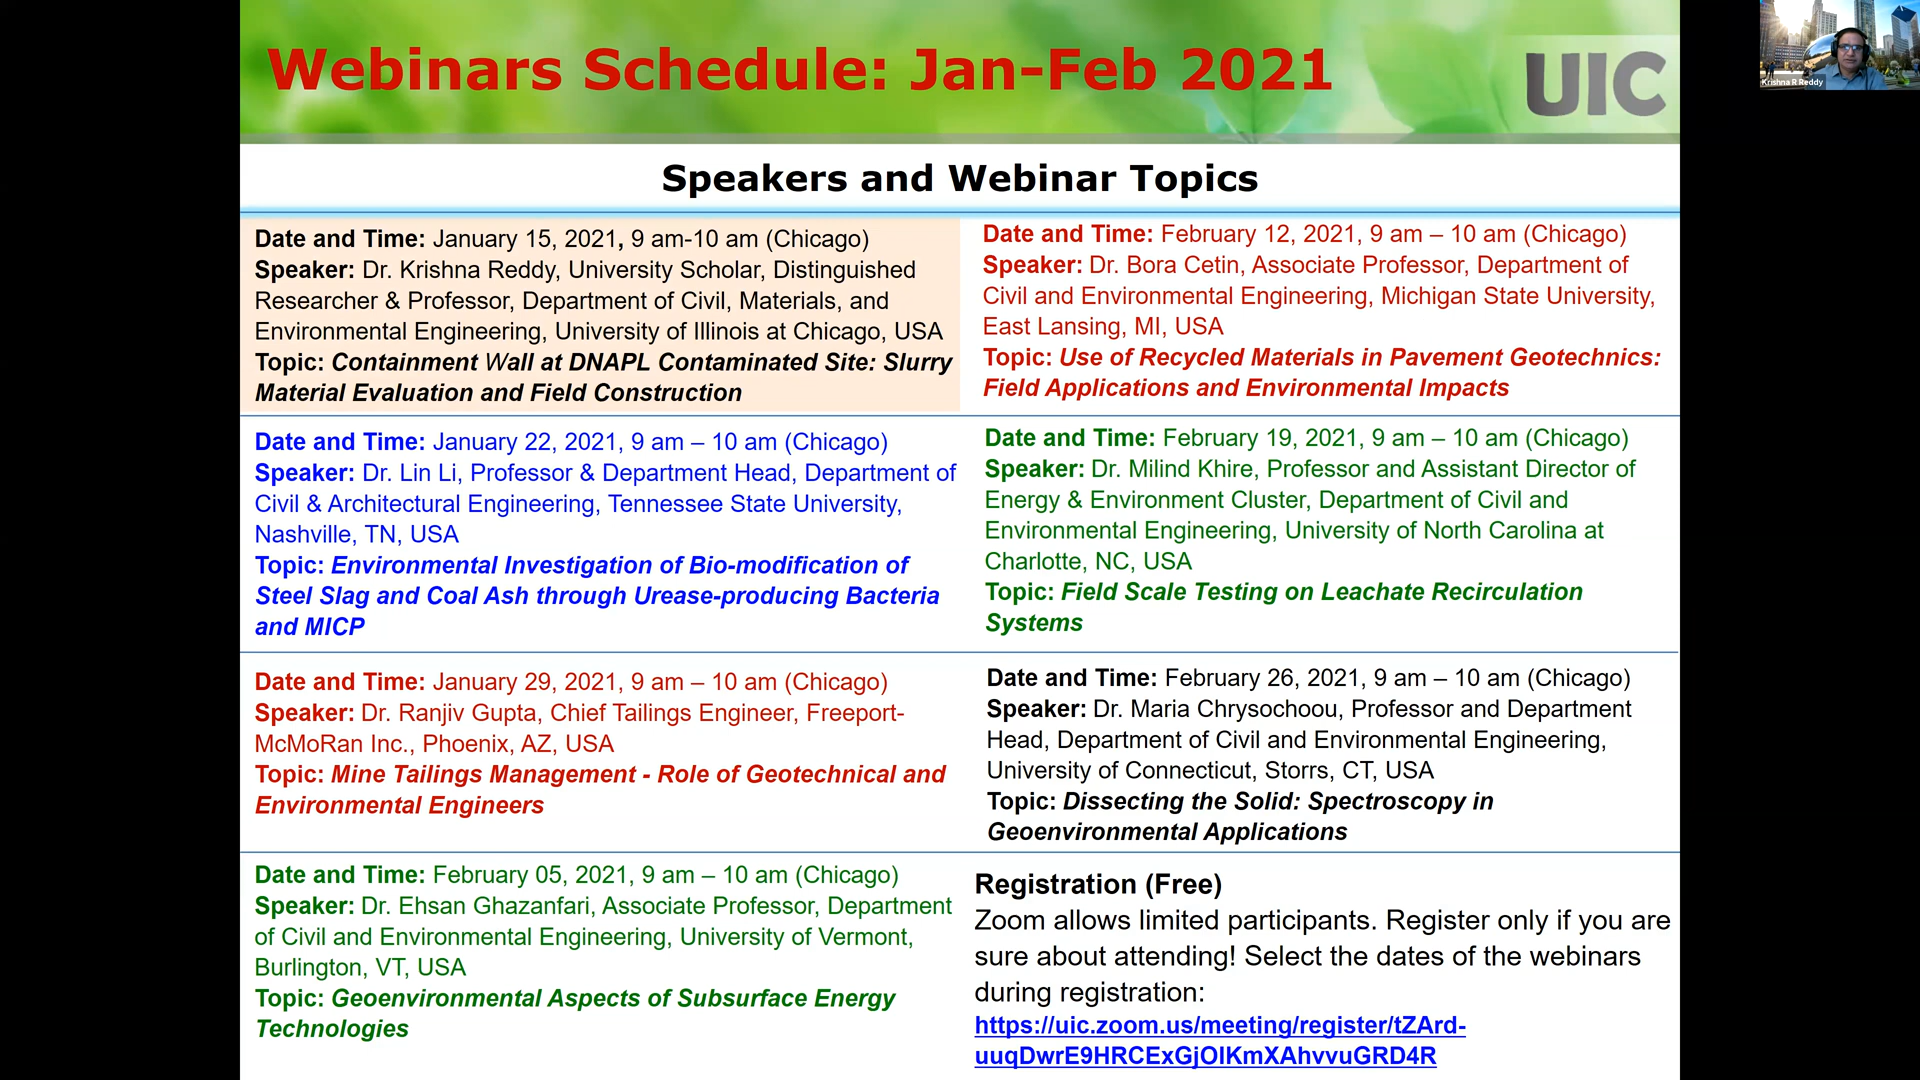 Webinars Schedule: Jan-Feb 2021
UIC
Krishna R Reddy
Speakers and Webinar Topics
Date and Time: January 15, 2021, 9 am-10 am (Chicago)
Speaker: Dr. Krishna Reddy, University Scholar, Distinguished
Researcher & Professor, Department of Civil, Materials, and
Environmental Engineering, University of Illinois at Chicago, USA
Topic: Containment Wall at DNAPL Contaminated Site: Slurry
Material Evaluation and Field Construction
Date and Time: January 22, 2021, 9 am – 10 am (Chicago)
Speaker: Dr. Lin Li, Professor & Department Head, Department of
Civil & Architectural Engineering, Tennessee State University,
Nashville, TN, USA
Topic: Environmental Investigation of Bio-modification of
Steel Slag and Coal Ash through Urease-producing Bacteria
and MICP
Date and Time: January 29, 2021, 9 am – 10 am (Chicago)
Speaker: Dr. Ranjiv Gupta, Chief Tailings Engineer, Freeport-
McMoRan Inc., Phoenix, AZ, USA
Topic: Mine Tailings Management - Role of Geotechnical and
Environmental Engineers
Date and Time: February 05, 2021, 9 am – 10 am (Chicago)
Speaker: Dr. Ehsan Ghazanfari, Associate Professor, Department
of Civil and Environmental Engineering, University of Vermont,
Burlington, VT, USA
Topic: Geoenvironmental Aspects of Subsurface Energy
Technologies
Date and Time: February 12, 2021, 9 am – 10 am (Chicago)
Speaker: Dr. Bora Cetin, Associate Professor, Department of
Civil and Environmental Engineering, Michigan State University,
East Lansing, MI, USA
Topic: Use of Recycled Materials in Pavement Geotechnics:
Field Applications and Environmental Impacts
Date and Time: February 19, 2021, 9 am – 10 am (Chicago)
Speaker: Dr. Milind Khire, Professor and Assistant Director of
Energy & Environment Cluster, Department of Civil and
Environmental Engineering, University of North Carolina at
Charlotte, NC, USA
Topic: Field Scale Testing on Leachate Recirculation
Systems
Date and Time: February 26, 2021, 9 am – 10 am (Chicago)
Speaker: Dr. Maria Chrysochoou, Professor and Department
Head, Department of Civil and Environmental Engineering,
University of Connecticut, Storrs, CT, USA
Topic: Dissecting the Solid: Spectroscopy in
Geoenvironmental Applications
Registration (Free)
Zoom allows limited participants. Register only if you are
sure about attending! Select the dates of the webinars
during registration:
https://uic.zoom.us/meeting/register/tZArd-
uuqDwrE9HRCExGjOlKmXAhvvuGRD4R